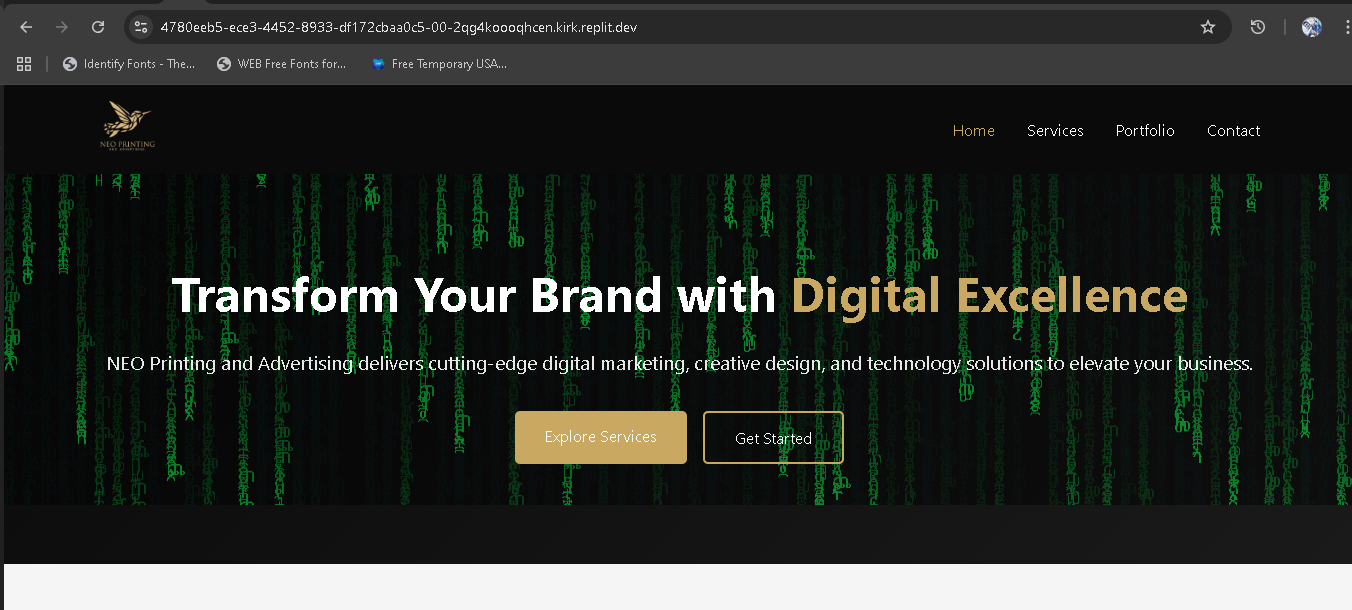 4780eeb5-ece3-4452-8933-df172cbaa0c5-00-2qg4koooqhcen.kirk.replit.dev
Identify Fonts - The... WEB Free Fonts for... Free Temporary USA...
NEO PRINTING
AND ADVERTISING
Home Services Portfolio Contact
Transform Your Brand with Digital Excellence
NEO Printing and Advertising delivers cutting-edge digital marketing, creative design, and technology solutions to elevate your business.
Explore Services Get Started